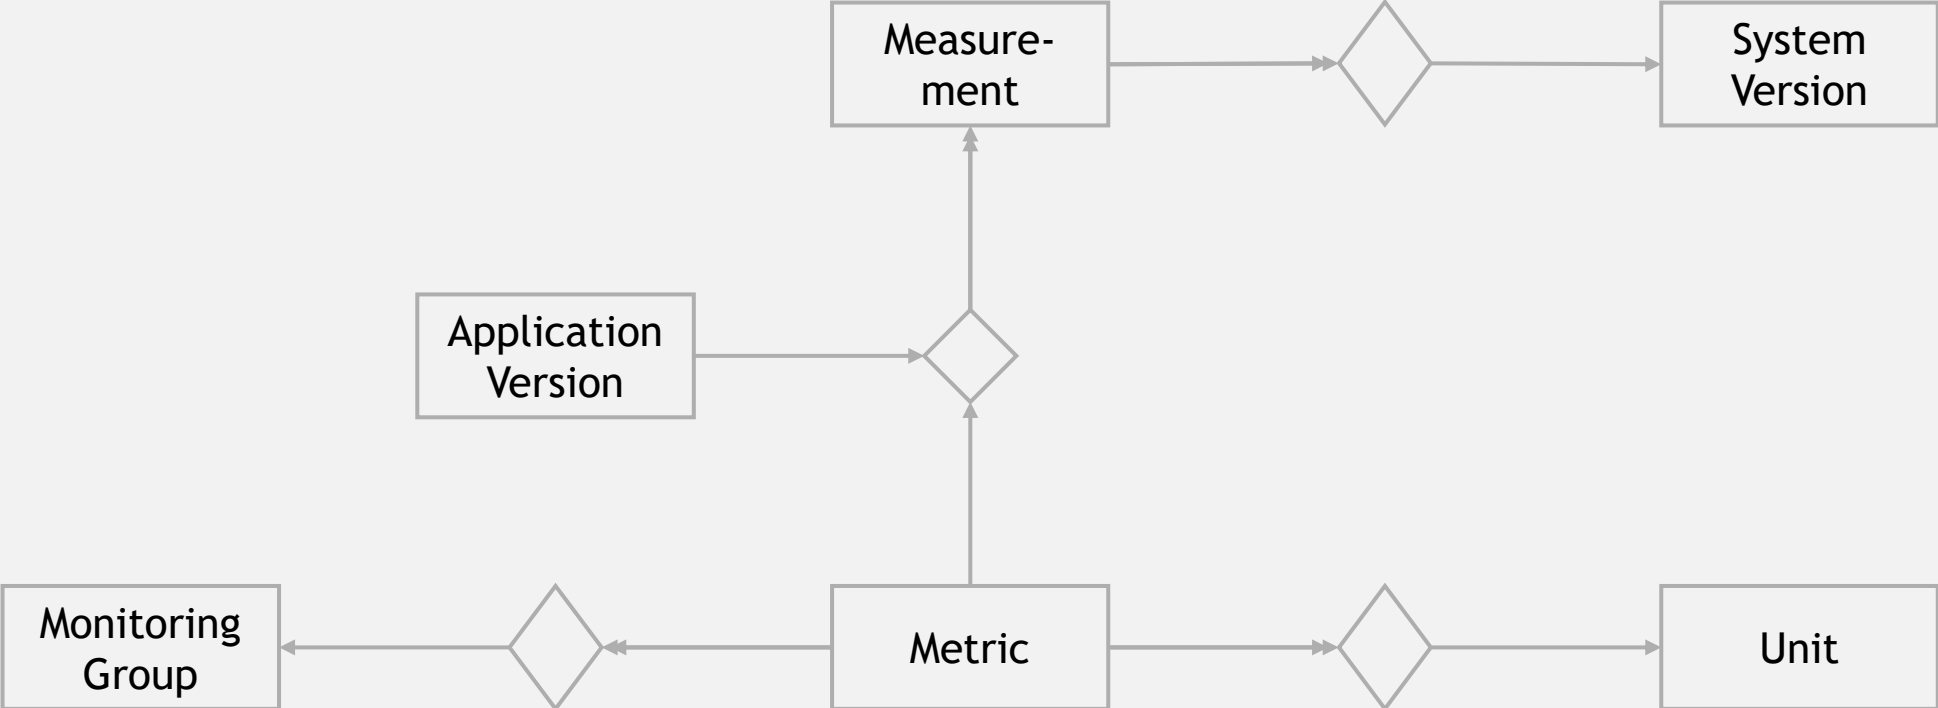 Measure-
ment
System
Version
Application
Version
Monitoring
Group
Metric
Unit